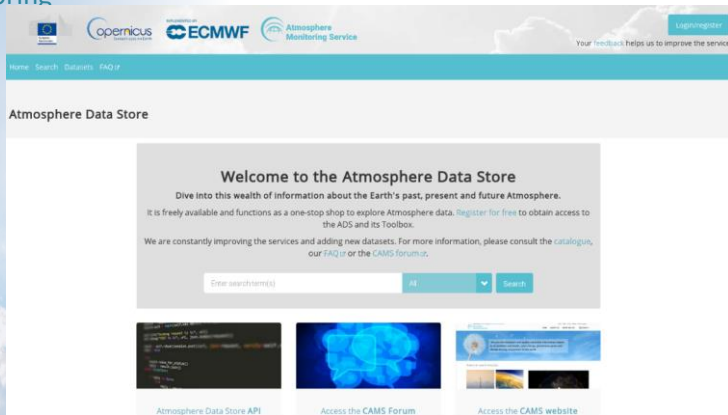 opernicus
ECMWF
Atmosphere
Monitoring Service
Login/register
Your feedback helps us to improve the service
Home Search Datasets FAQ
Atmosphere Data Store
Welcome to the Atmosphere Data Store
Dive into this wealth of information about the Earth's past, present and future Atmosphere.
It is freely available and functions as a one-stop shop to explore Atmosphere data. Register for free to obtain access to
the ADS and its Toolbox.
We are constantly improving the services and adding new datasets. For more information, please consult the catalogue,
our FAQ or the CAMS forum.
Enter search term(s)
All
Search
Atmosphere Data Store API
Access the CAMS Forum
Access the CAMS website